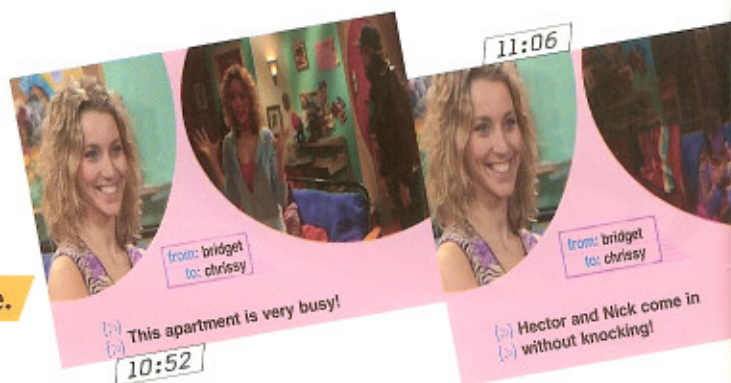 e.
from: bridget
to: chrissy
This apartment is very busy!
10:52
11:06
from: bridget
to: chrissy
Hector and Nick come in
without knocking!